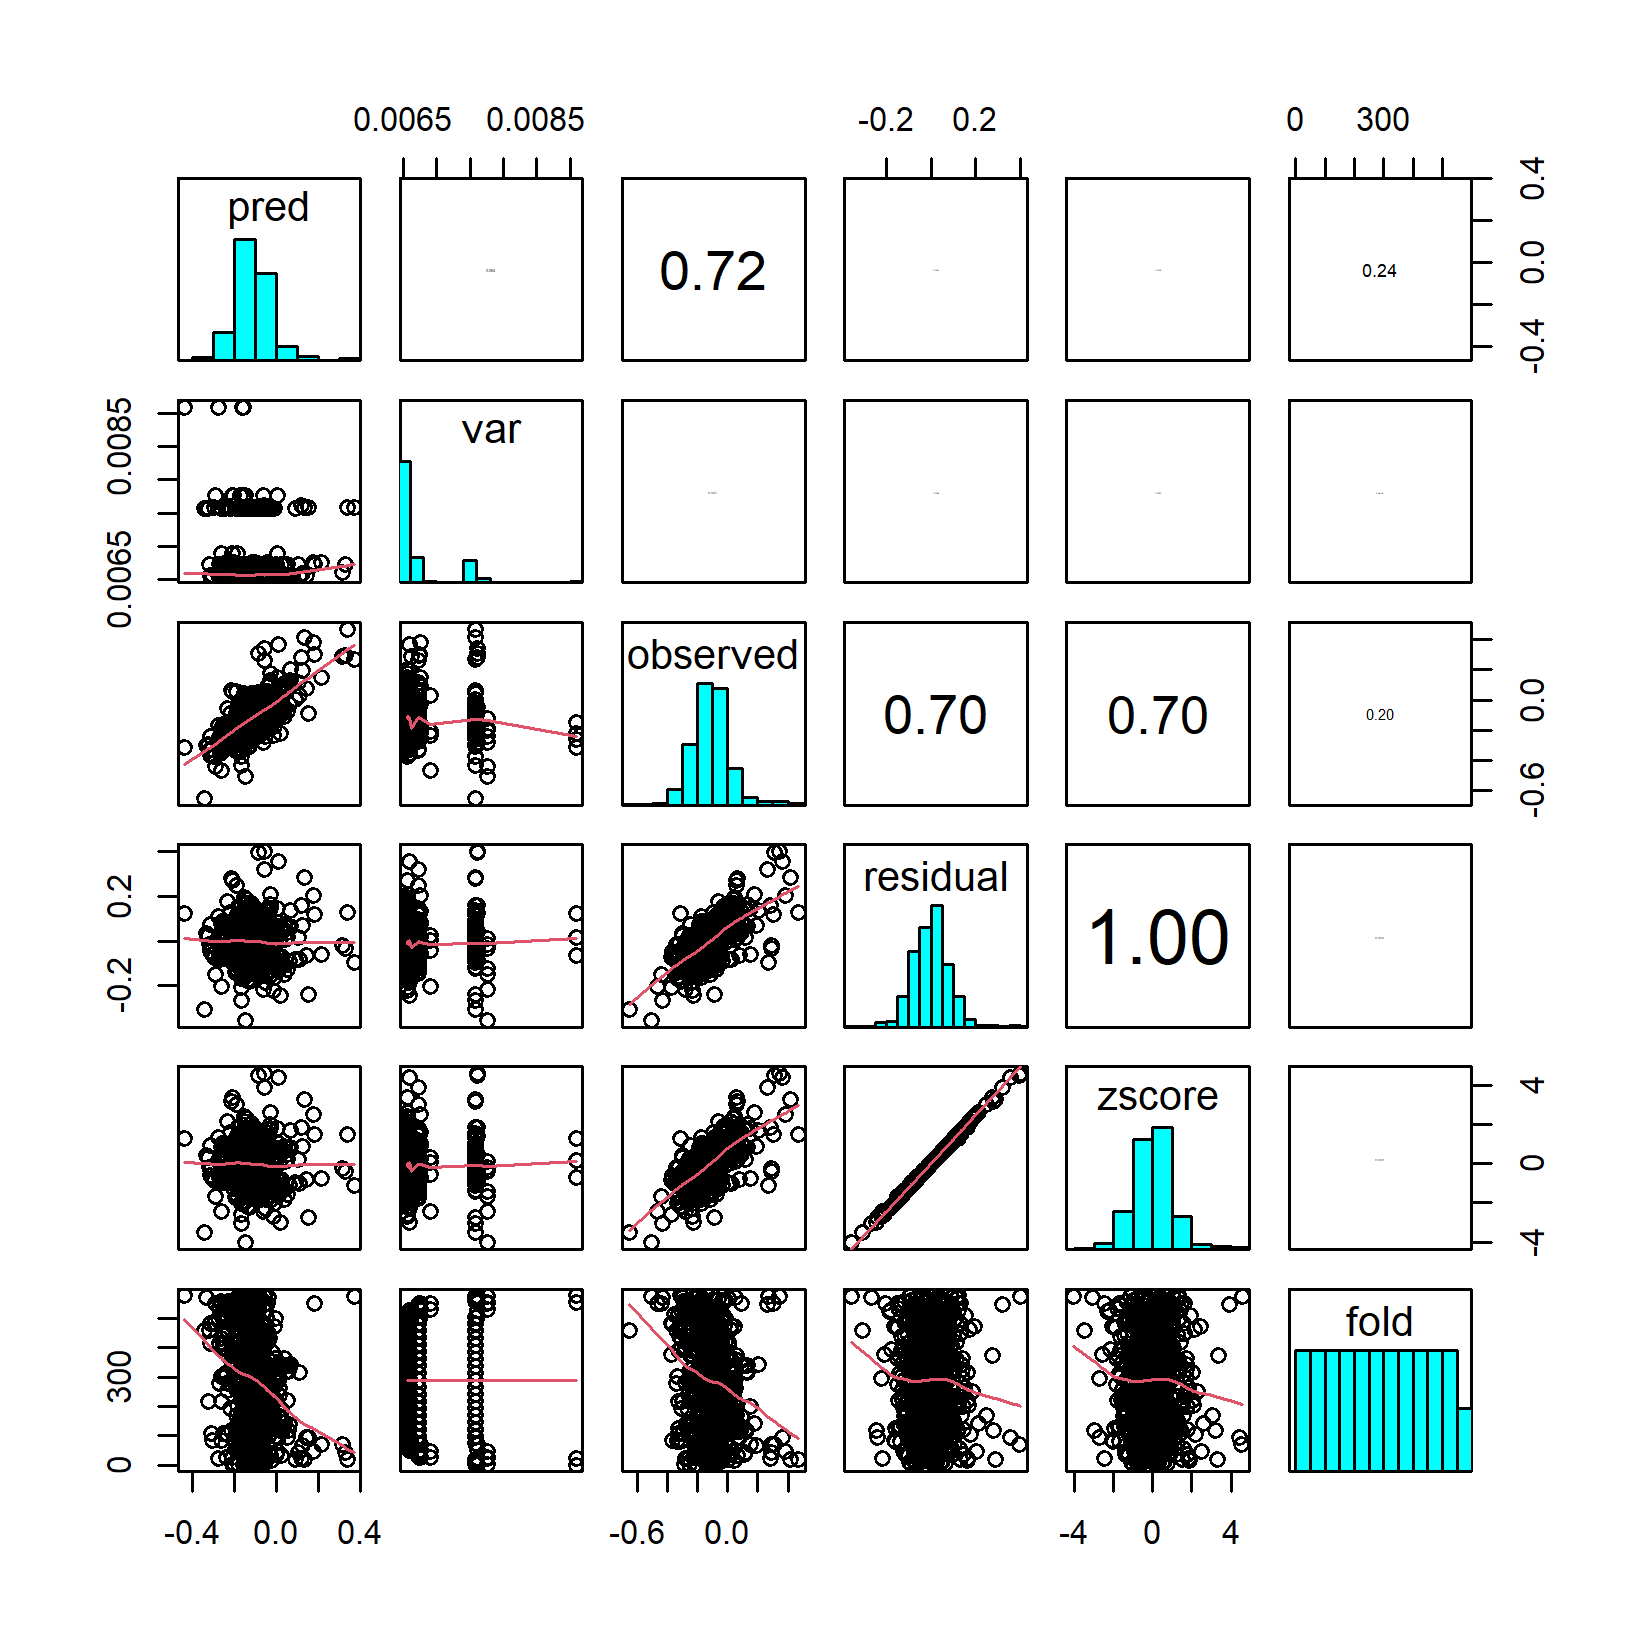 0.0065 0.0085 -0.2 0.2 0 300
pred 0.72 0.24 -0.4 0.0 0.4
0.0065 0.0085 var
observed 0.70 0.70 0.20 -0.6 0.0
-0.2 0.2 residual 1.00
zscore -4 0 4
0 300 fold
-0.4 0.0 0.4 -0.6 0.0 -4 0 4